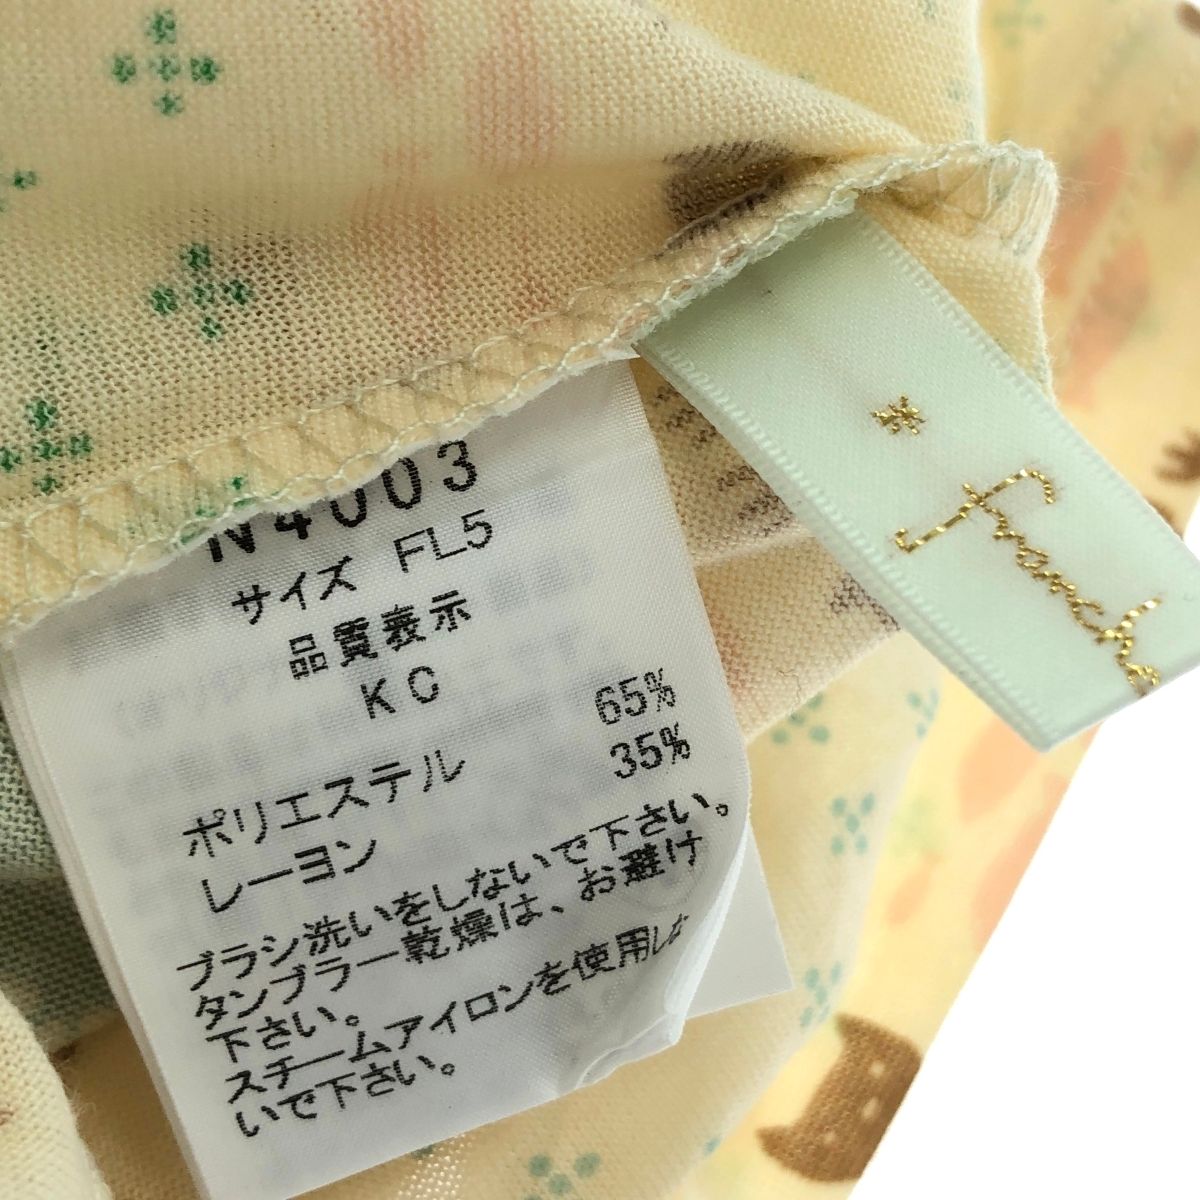 N4003
サイズ FL5
品質表示
KC
ポリエステル 65%
レーヨン 35%
ブラシ洗いをしないで下さい。
タンブラー乾燥は、お避け
下さい。
スチームアイロンを使用しな
いで下さい。
* franche